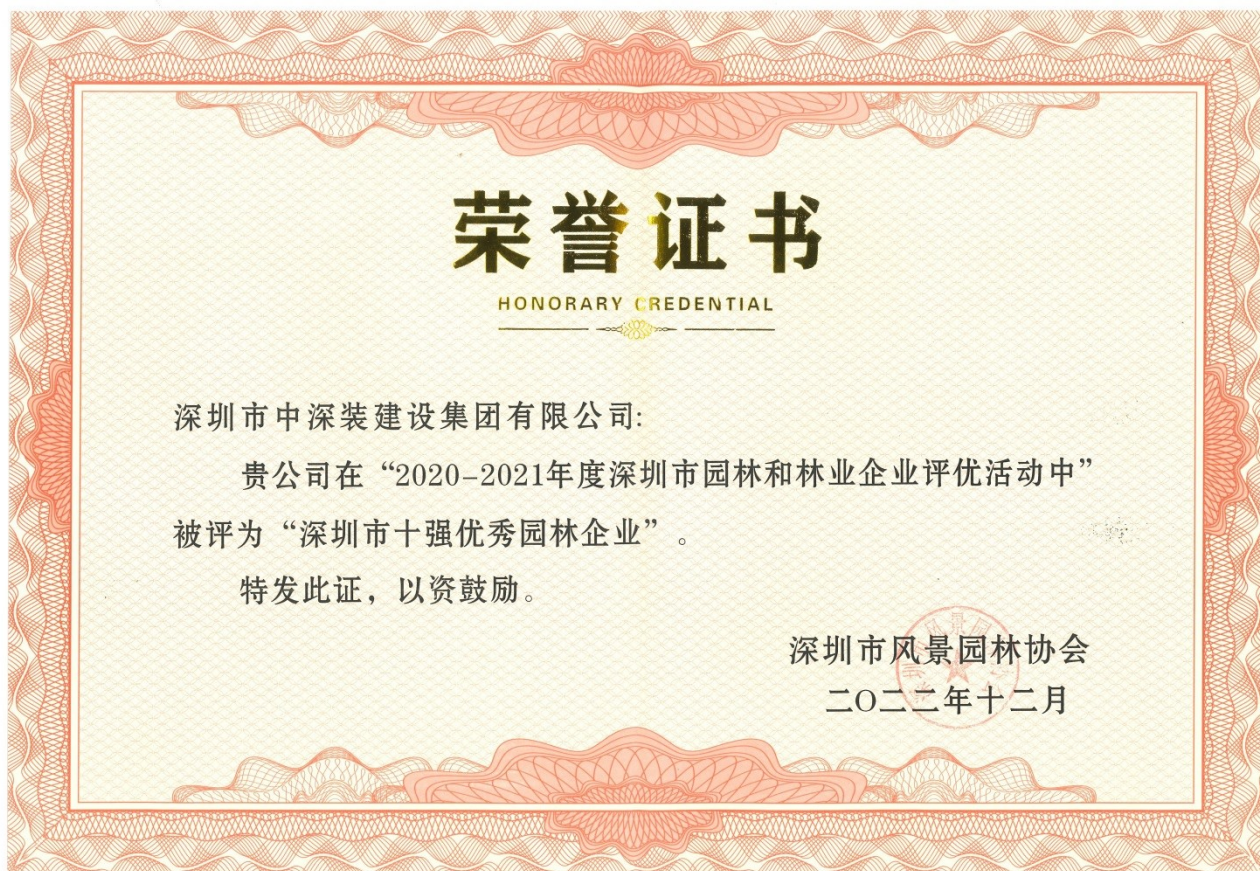 荣誉证书
HONORARY CREDENTIAL
深圳市中深装建设集团有限公司:
贵公司在“2020-2021年度深圳市园林和林业企业评优活动中”
被评为“深圳市十强优秀园林企业”。
特发此证，以资鼓励。
深圳市风景园林协会
二〇二二年十二月